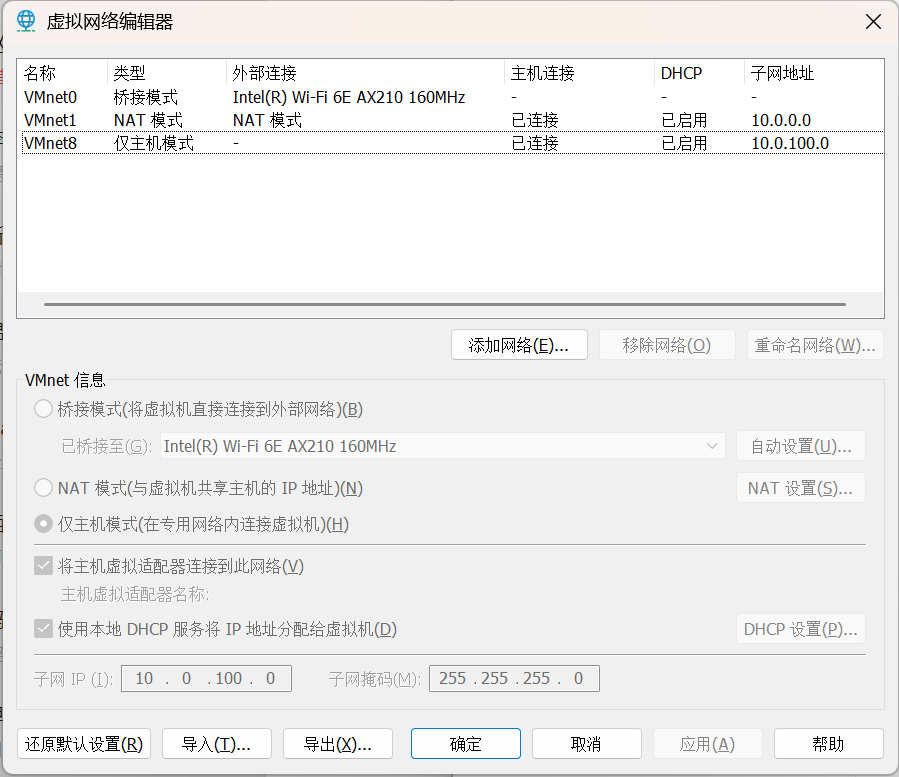 虚拟网络编辑器
名称 类型 外部连接 主机连接 DHCP 子网地址
VMnet0 桥接模式 Intel(R) Wi-Fi 6E AX210 160MHz - - -
VMnet1 NAT 模式 NAT 模式 已连接 已启用 10.0.0.0
VMnet8 仅主机模式 - 已连接 已启用 10.0.100.0
添加网络(E)... 移除网络(O) 重命名网络(W)...
VMnet 信息
桥接模式(将虚拟机直接连接到外部网络)(B)
已桥接至(G): Intel(R) Wi-Fi 6E AX210 160MHz 自动设置(U)...
NAT 模式(与虚拟机共享主机的 IP 地址)(N) NAT 设置(S)...
仅主机模式(在专用网络内连接虚拟机)(H)
将主机虚拟适配器连接到此网络(V)
主机虚拟适配器名称:
使用本地 DHCP 服务将 IP 地址分配给虚拟机(D) DHCP 设置(P)...
子网 IP (I): 10 . 0 . 100 . 0 子网掩码(M): 255 . 255 . 255 . 0
还原默认设置(R) 导入(T)... 导出(X)... 确定 取消 应用(A) 帮助